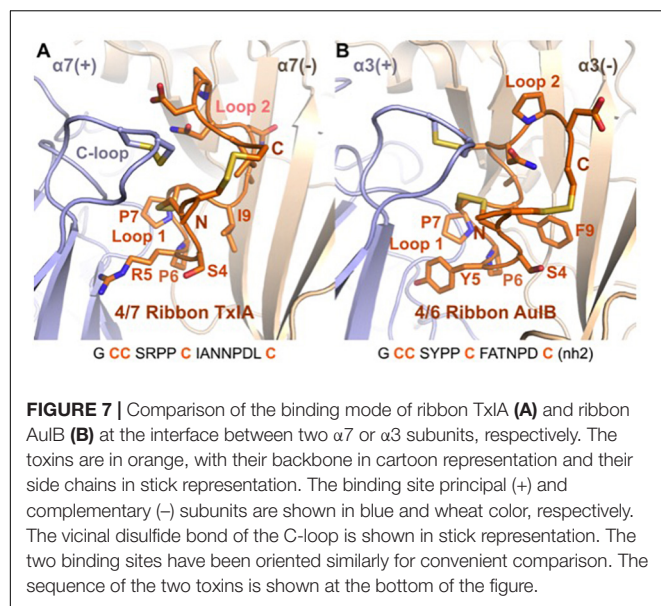 A
B
α7(+)
α7(-)
α3(+)
α3(-)
Loop 2
Loop 2
C-loop
C
C
P7
N
I9
P7
N
F9
Loop 1
Loop 1
R5
P6
S4
Y5
P6
S4
4/7 Ribbon TxIA
4/6 Ribbon AuIB
G CC SRPP C IANNPDL C
G CC SYPP C FATNPD C (nh2)
FIGURE 7 | Comparison of the binding mode of ribbon TxIA (A) and ribbon
AuIB (B) at the interface between two α7 or α3 subunits, respectively. The
toxins are in orange, with their backbone in cartoon representation and their
side chains in stick representation. The binding site principal (+) and
complementary (–) subunits are shown in blue and wheat color, respectively.
The vicinal disulfide bond of the C-loop is shown in stick representation. The
two binding sites have been oriented similarly for convenient comparison. The
sequence of the two toxins is shown at the bottom of the figure.